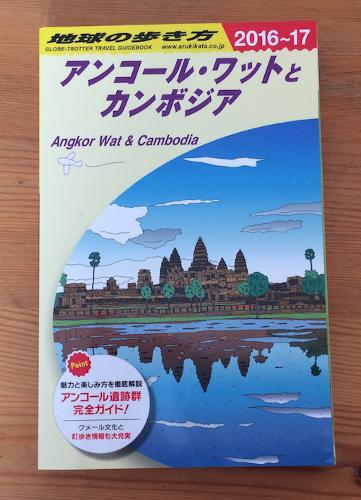 地球の歩き方
2016~17
GLOBE-TROTTER TRAVEL GUIDEBOOK www.arukikata.co.jp
アンコール・ワットと
カンボジア
Angkor Wat & Cambodia
Point
魅力と楽しみ方を徹底解説
アンコール遺跡群
完全ガイド!
クメール文化と
町歩き情報も大充実